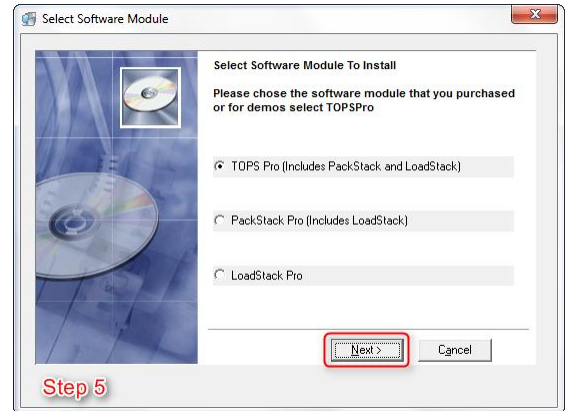 Select Software Module
Select Software Module To Install
Please chose the software module that you purchased
or for demos select TOPSPro
TOPS Pro (Includes PackStack and LoadStack)
PackStack Pro (Includes LoadStack)
LoadStack Pro
Next >
Cancel
Step 5